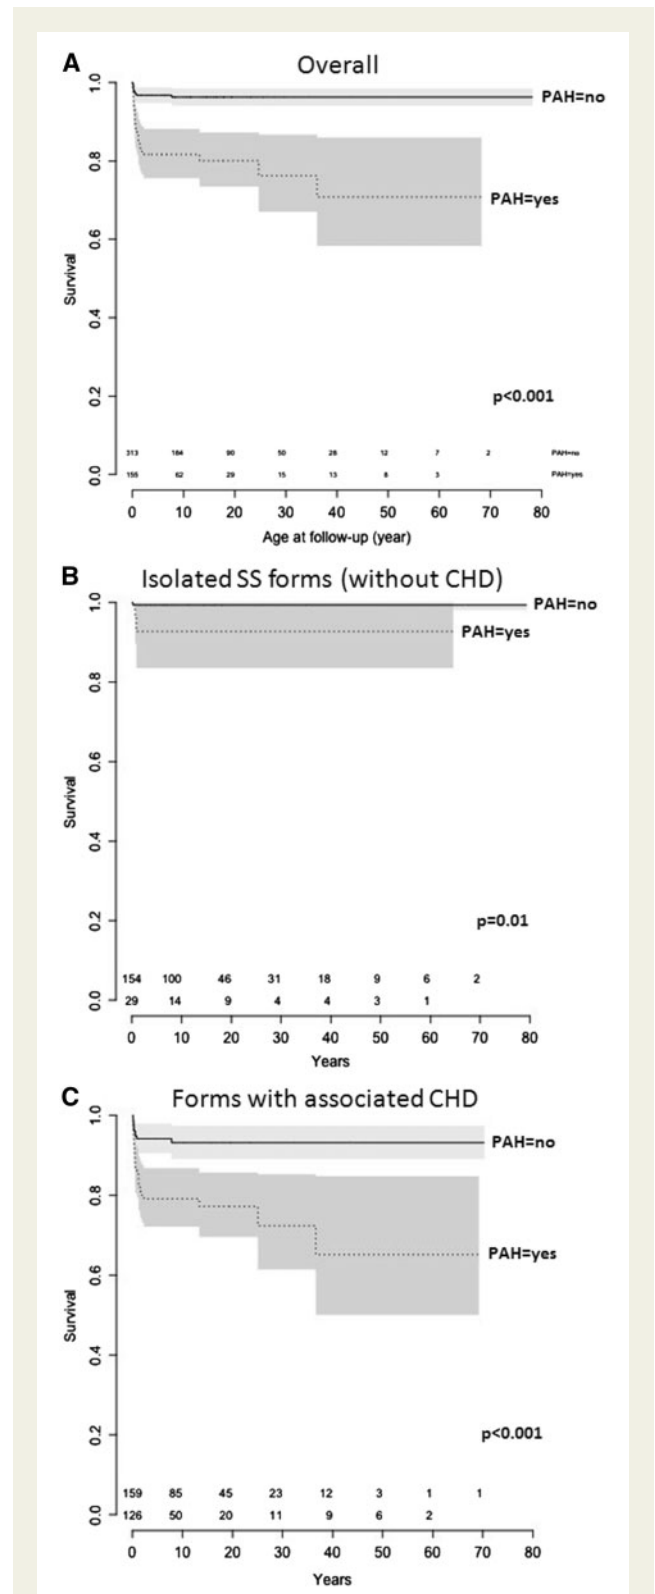 A
Overall
1.0
PAH=no
0.8
PAH=yes
0.6
Survival
0.4
0.2
p<0.001
313 184 90 50 28 12 7 2 PAH=no
155 62 29 15 13 8 3 PAH=yes
0.0
0 10 20 30 40 50 60 70 80
Age at follow-up (year)
B
Isolated SS forms (without CHD)
1.0
PAH=no
PAH=yes
0.8
0.6
Survival
0.4
0.2
p=0.01
154 100 46 31 18 9 6 2
29 14 9 4 4 3 1
0.0
0 10 20 30 40 50 60 70 80
Years
C
Forms with associated CHD
1.0
PAH=no
0.8
PAH=yes
0.6
Survival
0.4
0.2
p<0.001
159 85 45 23 12 3 1 1
126 50 20 11 9 6 2
0.0
0 10 20 30 40 50 60 70 80
Years